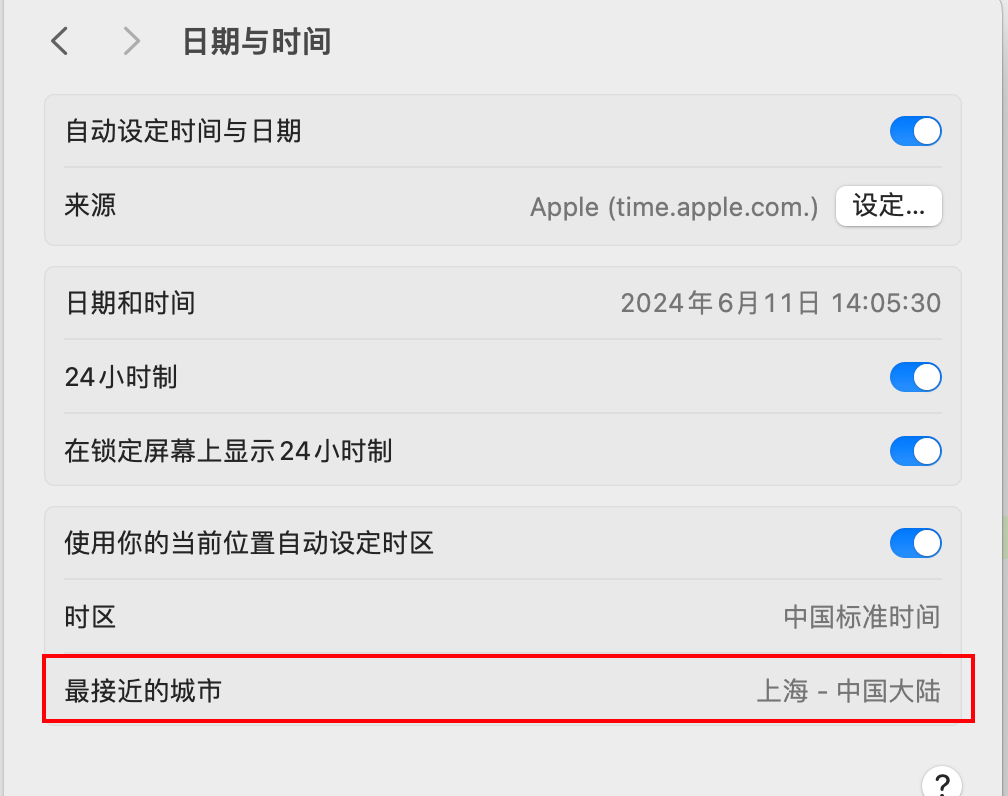 日期与时间
自动设定时间与日期
来源 Apple (time.apple.com.) 设定...
日期和时间 2024年6月11日 14:05:30
24小时制
在锁定屏幕上显示24小时制
使用你的当前位置自动设定时区
时区 中国标准时间
最接近的城市 上海 - 中国大陆
?